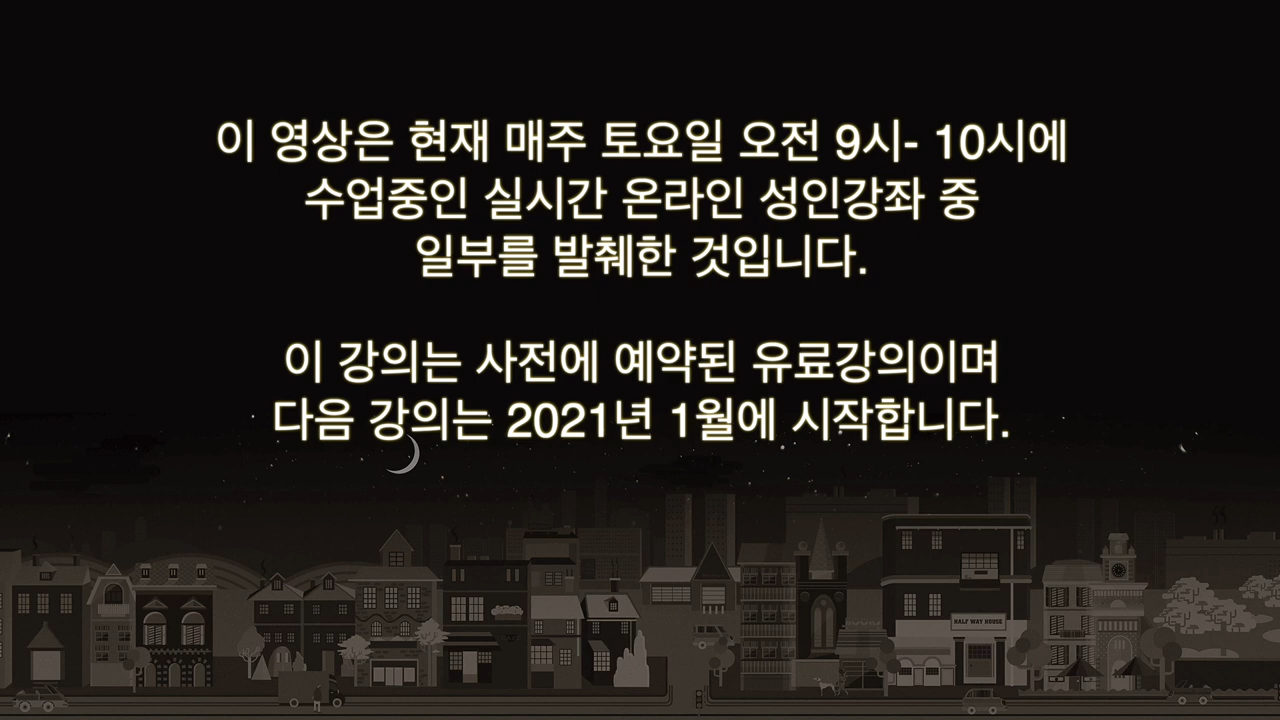 이 영상은 현재 매주 토요일 오전 9시- 10시에
수업중인 실시간 온라인 성인강좌 중
일부를 발췌한 것입니다.
이 강의는 사전에 예약된 유료강의이며
다음 강의는 2021년 1월에 시작합니다.
HALF WAY HOUSE